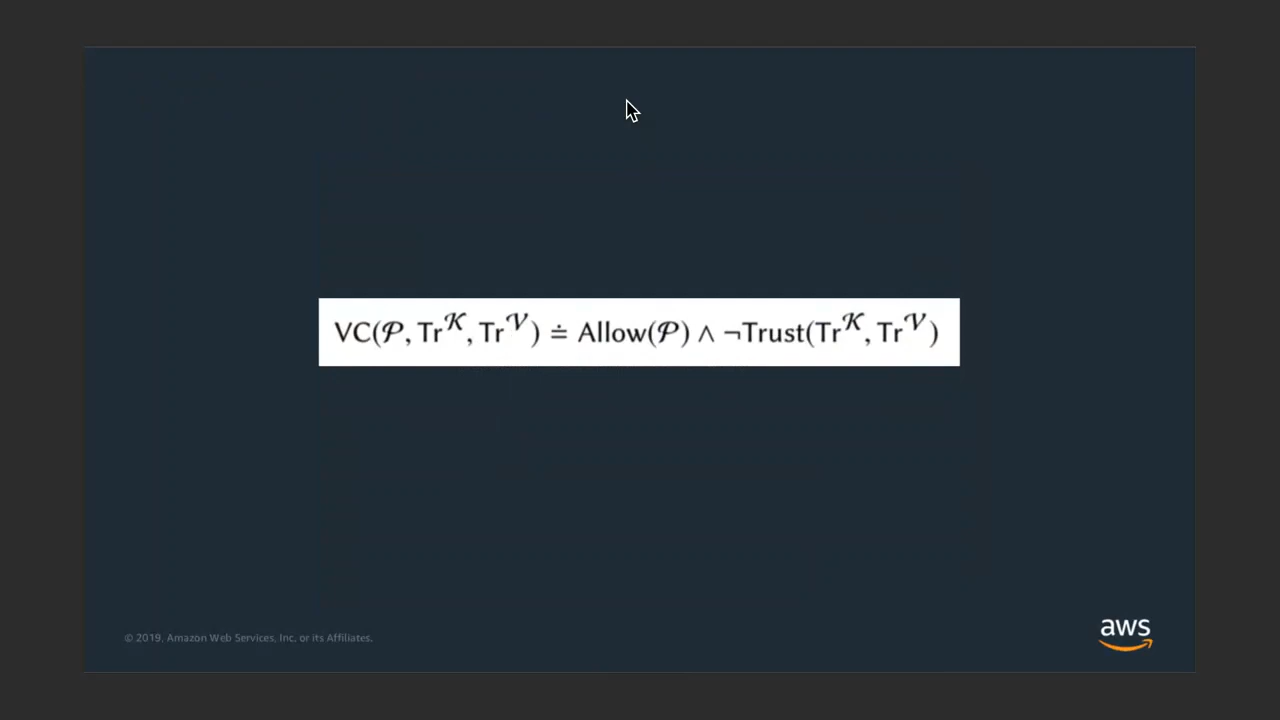 VC(𝒫, Tr^𝒦, Tr^𝒱) ≐ Allow(𝒫) ∧ ¬Trust(Tr^𝒦, Tr^𝒱)
© 2019, Amazon Web Services, Inc. or its Affiliates.
aws